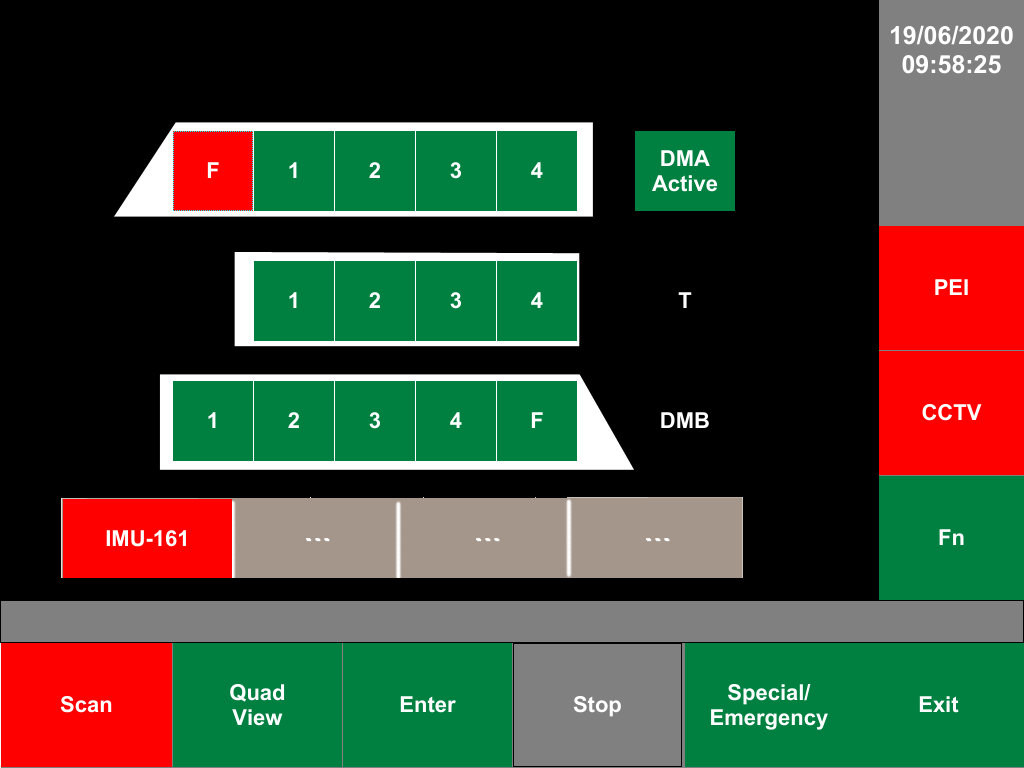 19/06/2020
09:58:25
F 1 2 3 4
DMA
Active
PEI
1 2 3 4
T
CCTV
1 2 3 4 F
DMB
IMU-161 --- --- ---
Fn
Scan
Quad
View
Enter
Stop
Special/
Emergency
Exit